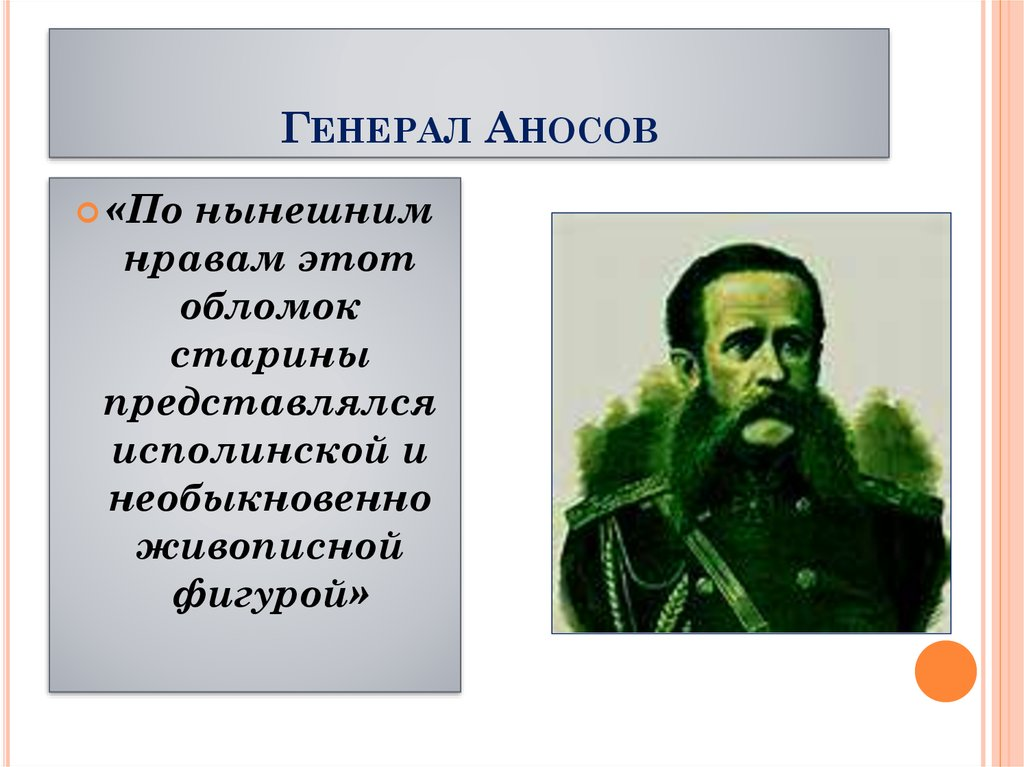 Генерал Аносов
«По нынешним
нравам этот
обломок
старины
представлялся
исполинской и
необыкновенно
живописной
фигурой»